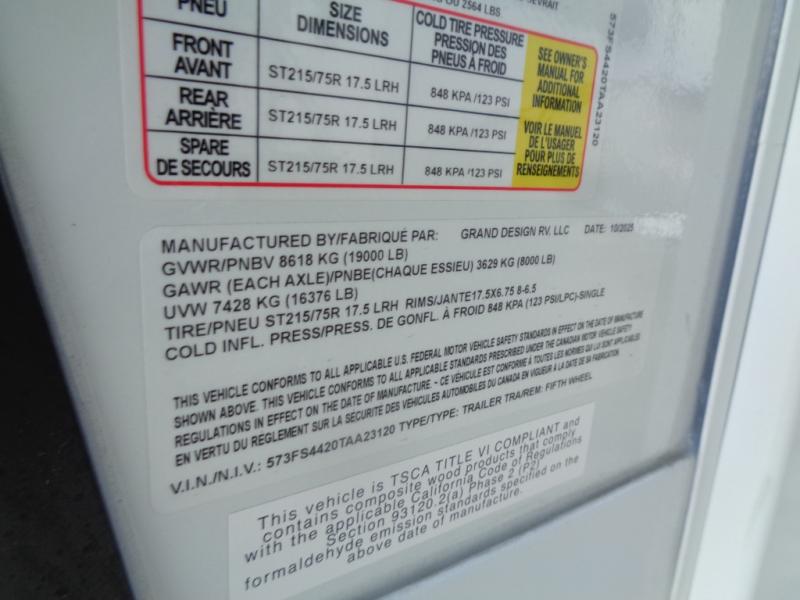 OU 2564 LBS
PNEU
SIZE
DIMENSIONS
COLD TIRE PRESSURE
PRESSION DES
PNEUS À FROID
SEE OWNER'S
MANUAL FOR
ADDITIONAL
INFORMATION
FRONT
AVANT
ST215/75R 17.5 LRH
848 KPA /123 PSI
REAR
ARRIÈRE
ST215/75R 17.5 LRH
848 KPA /123 PSI
VOIR LE MANUEL
DE L'USAGER
POUR PLUS DE
RENSEIGNEMENTS
SPARE
DE SECOURS
ST215/75R 17.5 LRH
848 KPA /123 PSI
573FS4420TAA23120
MANUFACTURED BY/FABRIQUÉ PAR: GRAND DESIGN RV, LLC DATE: 10/2025
GVWR/PNBV 8618 KG (19000 LB)
GAWR (EACH AXLE)/PNBE(CHAQUE ESSIEU) 3629 KG (8000 LB)
UVW 7428 KG (16376 LB)
TIRE/PNEU ST215/75R 17.5 LRH RIMS/JANTE17.5X6.75 8-6.5
COLD INFL. PRESS/PRESS. DE GONFL. À FROID 848 KPA (123 PSI/LPC)-SINGLE
THIS VEHICLE CONFORMS TO ALL APPLICABLE U.S. FEDERAL MOTOR VEHICLE SAFETY STANDARDS IN EFFECT ON THE DATE OF MANUFACTURE
SHOWN ABOVE. THIS VEHICLE CONFORMS TO ALL APPLICABLE STANDARDS PRESCRIBED UNDER THE CANADIAN MOTOR VEHICLE SAFETY
REGULATIONS IN EFFECT ON THE DATE OF MANUFACTURE. - CE VÉHICULE EST CONFORME À TOUTES LES NORMES QUI LUI SONT APPLICABLES
EN VERTU DU RÈGLEMENT SUR LA SÉCURITÉ DES VÉHICULES AUTOMOBILES DU CANADA EN VIGUEUR À LA DATE DE SA FABRICATION
V.I.N./N.I.V.: 573FS4420TAA23120 TYPE/TYPE: TRAILER TRA/REM: FIFTH WHEEL
This vehicle is TSCA TITLE VI COMPLIANT and
contains composite wood products that comply
with the applicable California Code of Regulations
Section 93120.2(a) Phase 2 (P2)
formaldehyde emission standards specified on the
above date of manufacture.